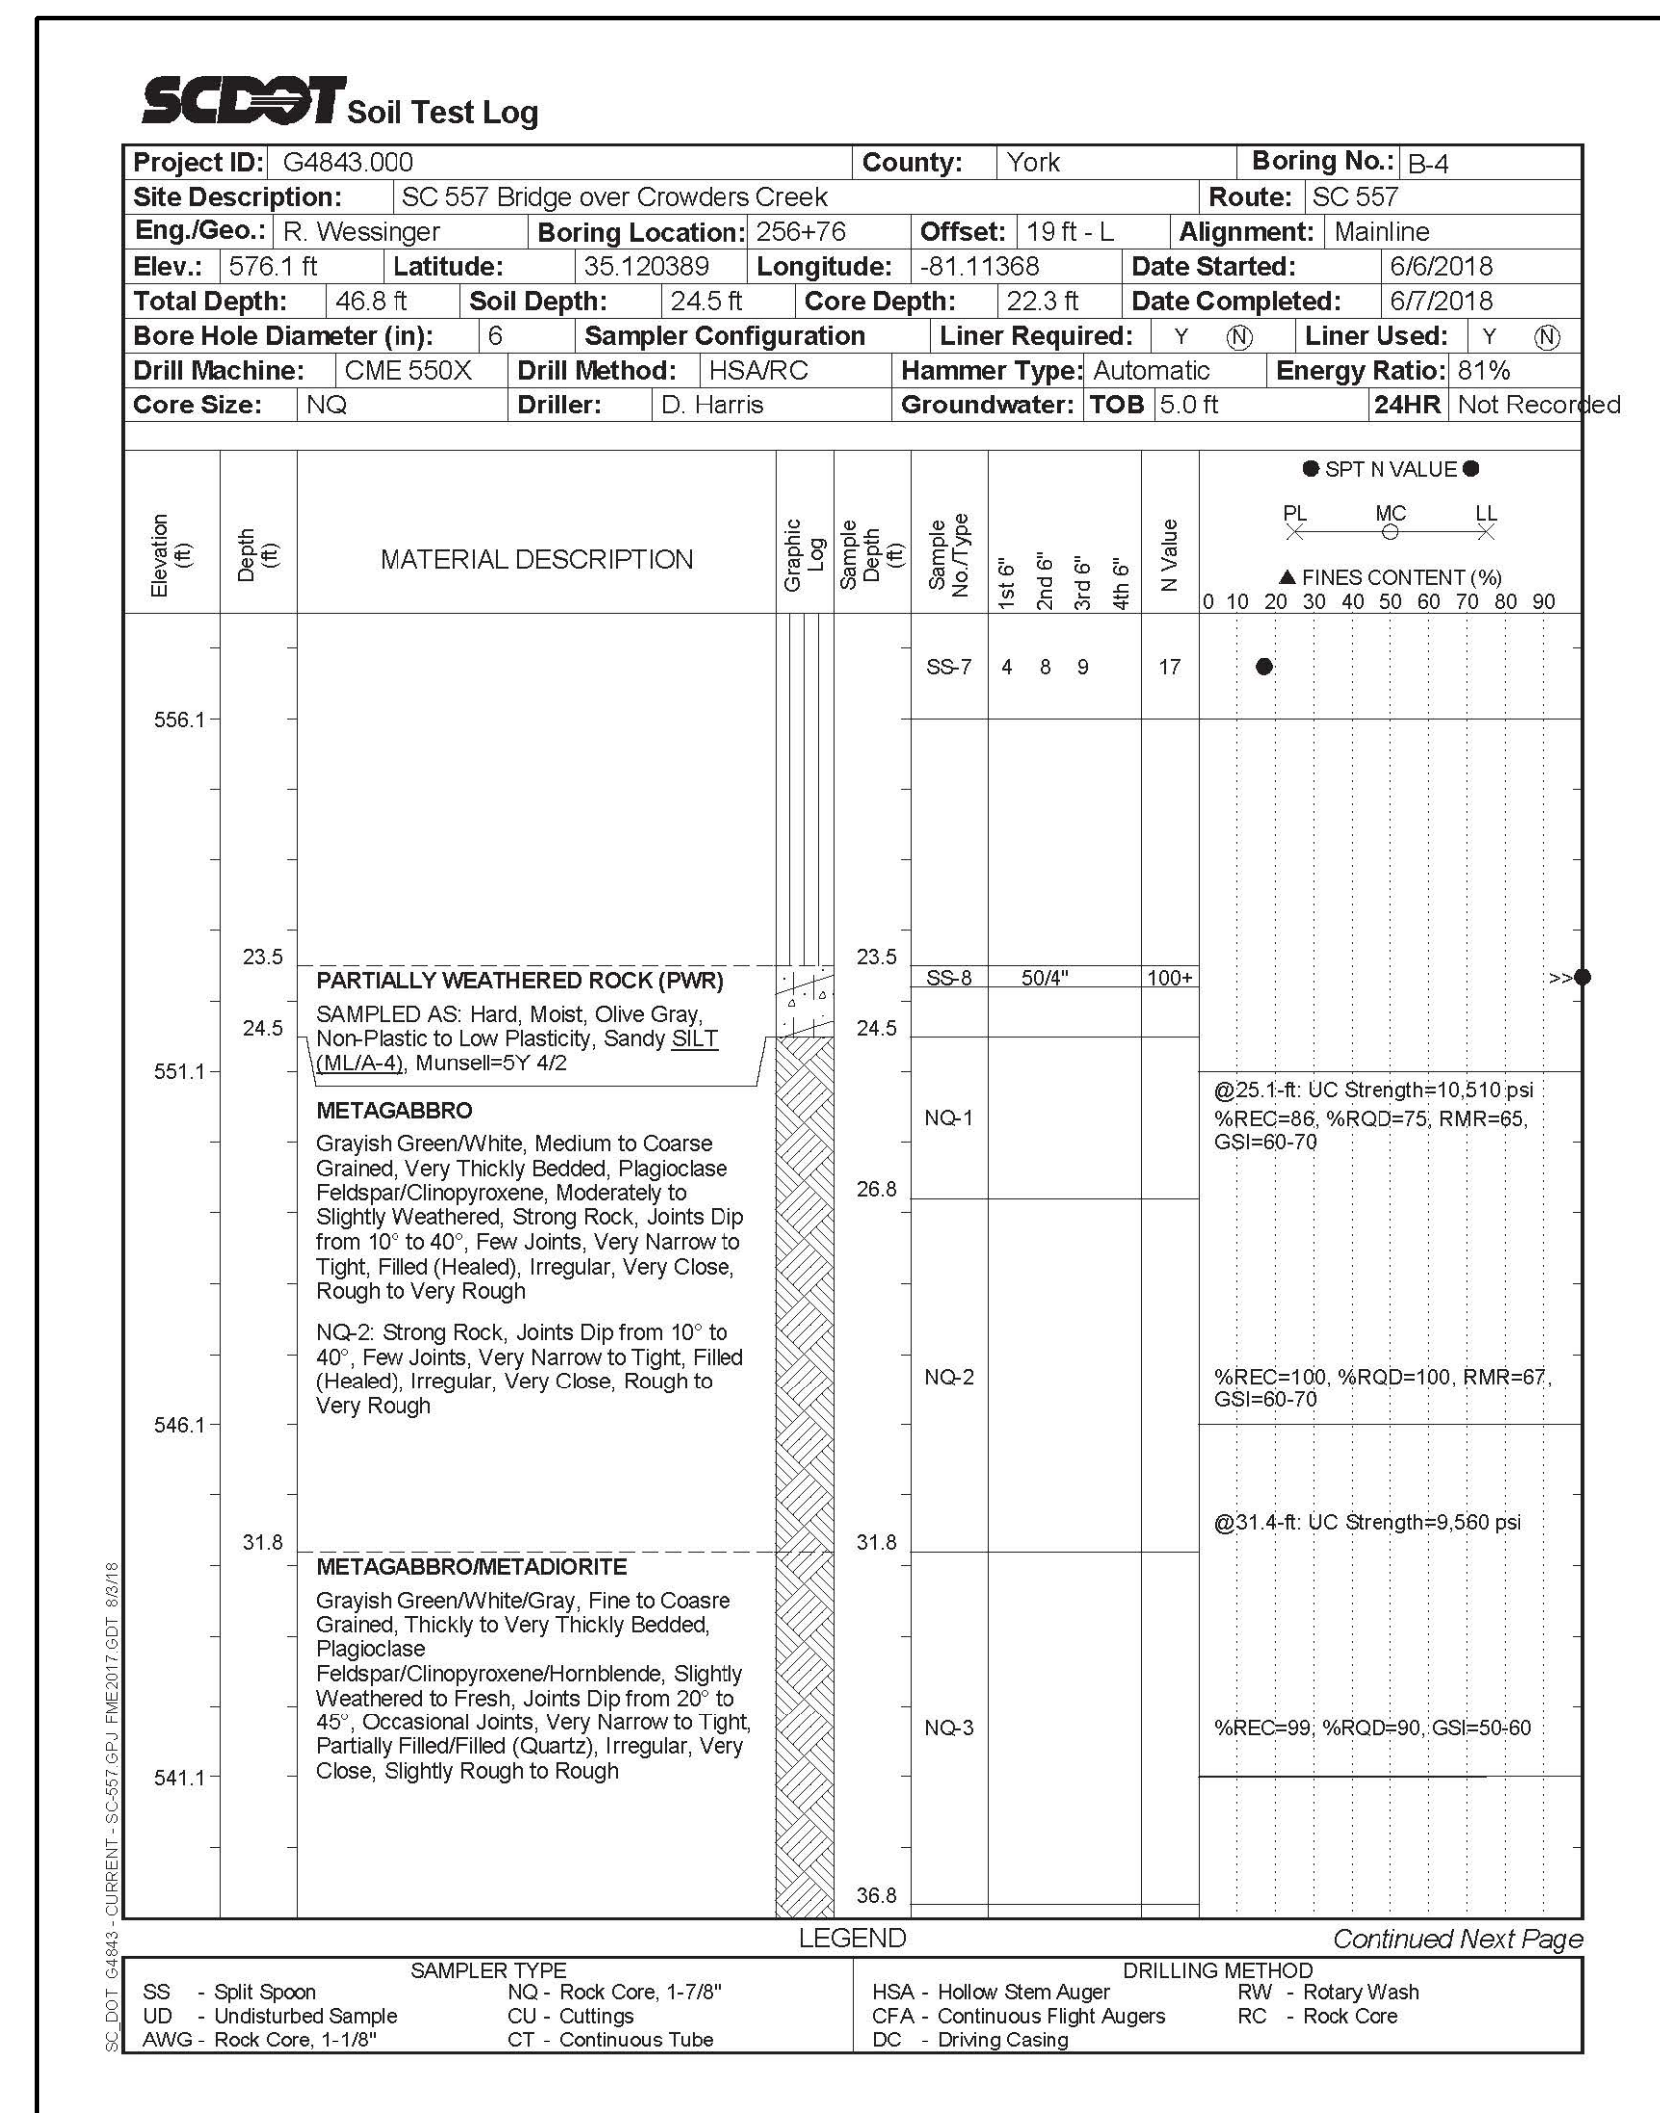 SCDOT Soil Test Log
Project ID: G4843.000 County: York Boring No.: B-4
Site Description: SC 557 Bridge over Crowders Creek Route: SC 557
Eng./Geo.: R. Wessinger Boring Location: 256+76 Offset: 19 ft - L Alignment: Mainline
Elev.: 576.1 ft Latitude: 35.120389 Longitude: -81.11368 Date Started: 6/6/2018
Total Depth: 46.8 ft Soil Depth: 24.5 ft Core Depth: 22.3 ft Date Completed: 6/7/2018
Bore Hole Diameter (in): 6 Sampler Configuration Liner Required: Y N Liner Used: Y N
Drill Machine: CME 550X Drill Method: HSA/RC Hammer Type: Automatic Energy Ratio: 81%
Core Size: NQ Driller: D. Harris Groundwater: TOB 5.0 ft 24HR Not Recorded
Elevation (ft)
Depth (ft)
MATERIAL DESCRIPTION
Graphic Log
Sample Depth (ft)
Sample No./Type
1st 6"
2nd 6"
3rd 6"
4th 6"
N Value
● SPT N VALUE ●
PL MC LL
▲ FINES CONTENT (%)
0 10 20 30 40 50 60 70 80 90
SS-7 4 8 9 17
556.1
23.5 23.5
PARTIALLY WEATHERED ROCK (PWR) SS-8 50/4" 100+ >>
SAMPLED AS: Hard, Moist, Olive Gray,
24.5 Non-Plastic to Low Plasticity, Sandy SILT 24.5
551.1 (ML/A-4), Munsell=5Y 4/2
@25.1-ft: UC Strength=10,510 psi
METAGABBRO NQ-1 %REC=86, %RQD=75, RMR=65,
GSI=60-70
Grayish Green/White, Medium to Coarse
Grained, Very Thickly Bedded, Plagioclase
Feldspar/Clinopyroxene, Moderately to 26.8
Slightly Weathered, Strong Rock, Joints Dip
from 10° to 40°, Few Joints, Very Narrow to
Tight, Filled (Healed), Irregular, Very Close,
Rough to Very Rough
NQ-2: Strong Rock, Joints Dip from 10° to
40°, Few Joints, Very Narrow to Tight, Filled
(Healed), Irregular, Very Close, Rough to NQ-2 %REC=100, %RQD=100, RMR=67,
Very Rough GSI=60-70
546.1
@31.4-ft: UC Strength=9,560 psi
31.8 31.8
METAGABBRO/METADIORITE
Grayish Green/White/Gray, Fine to Coasre
Grained, Thickly to Very Thickly Bedded,
Plagioclase
Feldspar/Clinopyroxene/Hornblende, Slightly
Weathered to Fresh, Joints Dip from 20° to
45°, Occasional Joints, Very Narrow to Tight, NQ-3 %REC=99, %RQD=90, GSI=50-60
Partially Filled/Filled (Quartz), Irregular, Very
541.1 Close, Slightly Rough to Rough
36.8
SC_DOT G4843 - CURRENT - SC-557.GPJ FME2017.GDT 8/3/18
LEGEND Continued Next Page
SAMPLER TYPE DRILLING METHOD
SS - Split Spoon NQ - Rock Core, 1-7/8" HSA - Hollow Stem Auger RW - Rotary Wash
UD - Undisturbed Sample CU - Cuttings CFA - Continuous Flight Augers RC - Rock Core
AWG - Rock Core, 1-1/8" CT - Continuous Tube DC - Driving Casing